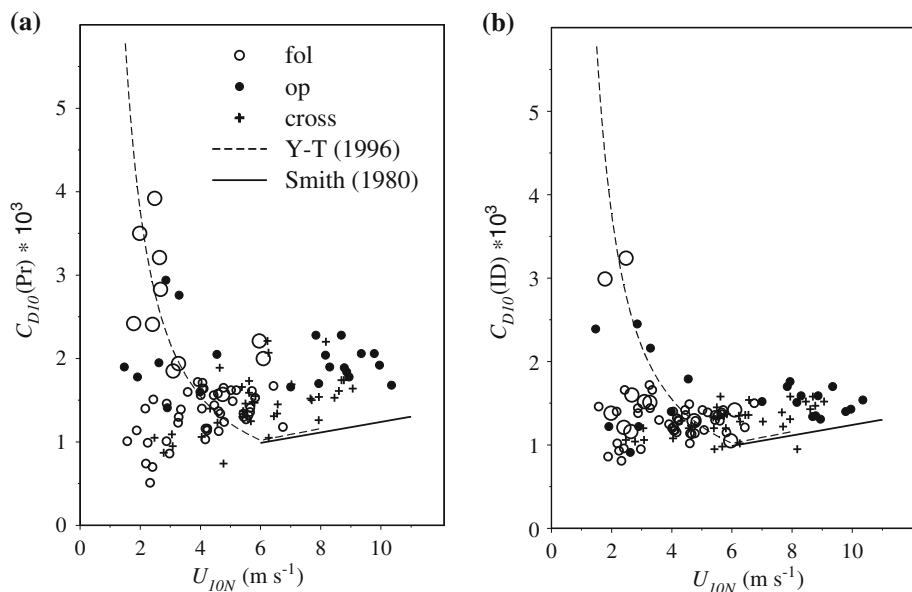 (a)
fol
op
cross
Y-T (1996)
Smith (1980)
C_D10(Pr) * 10^3
5
4
3
2
1
0
0 2 4 6 8 10
U_10N (m s^-1)
(b)
C_D10(ID) *10^3
5
4
3
2
1
0
0 2 4 6 8 10
U_10N (m s^-1)